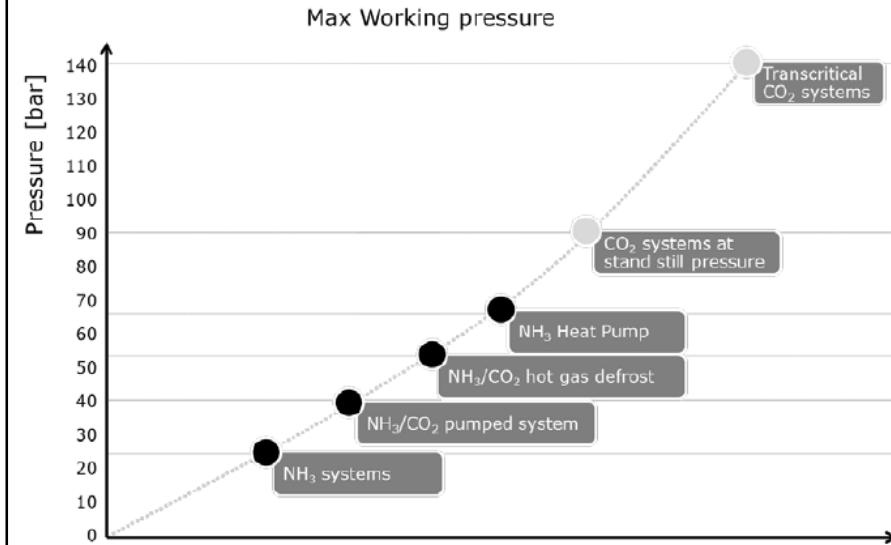 Max Working pressure
Pressure [bar]
140
130
120
110
100
90
80
70
60
50
40
30
20
10
0
Transcritical
CO₂ systems
CO₂ systems at
stand still pressure
NH₃ Heat Pump
NH₃/CO₂ hot gas defrost
NH₃/CO₂ pumped system
NH₃ systems